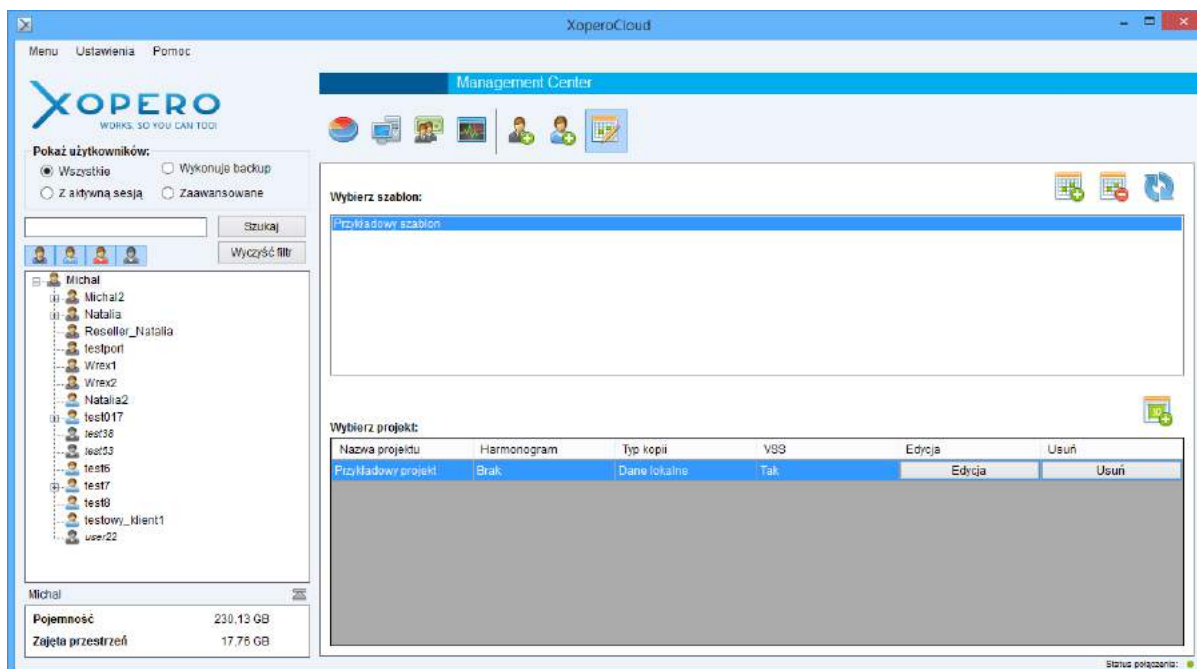 XoperoCloud
Menu Ustawienia Pomoc
XOPERO
WORKS, SO YOU CAN TOO!
Management Center
Pokaż użytkowników:
Wszystkie
Wykonuje backup
Z aktywną sesją
Zaawansowane
Szukaj
Wyczyść filtr
Michal
Michal2
Natalia
Reseller_Natalia
testport
Wrex1
Wrex2
Natalia2
test017
test38
test53
test6
test7
test8
testowy_klient1
user22
Michal
Pojemność 230,13 GB
Zajęta przestrzeń 17,76 GB
Wybierz szablon:
Przykładowy szablon
Wybierz projekt:
Nazwa projektu Harmonogram Typ kopii VSS Edycja Usuń
Przykładowy projekt Brak Dane lokalne Tak Edycja Usuń
Status połączenia: